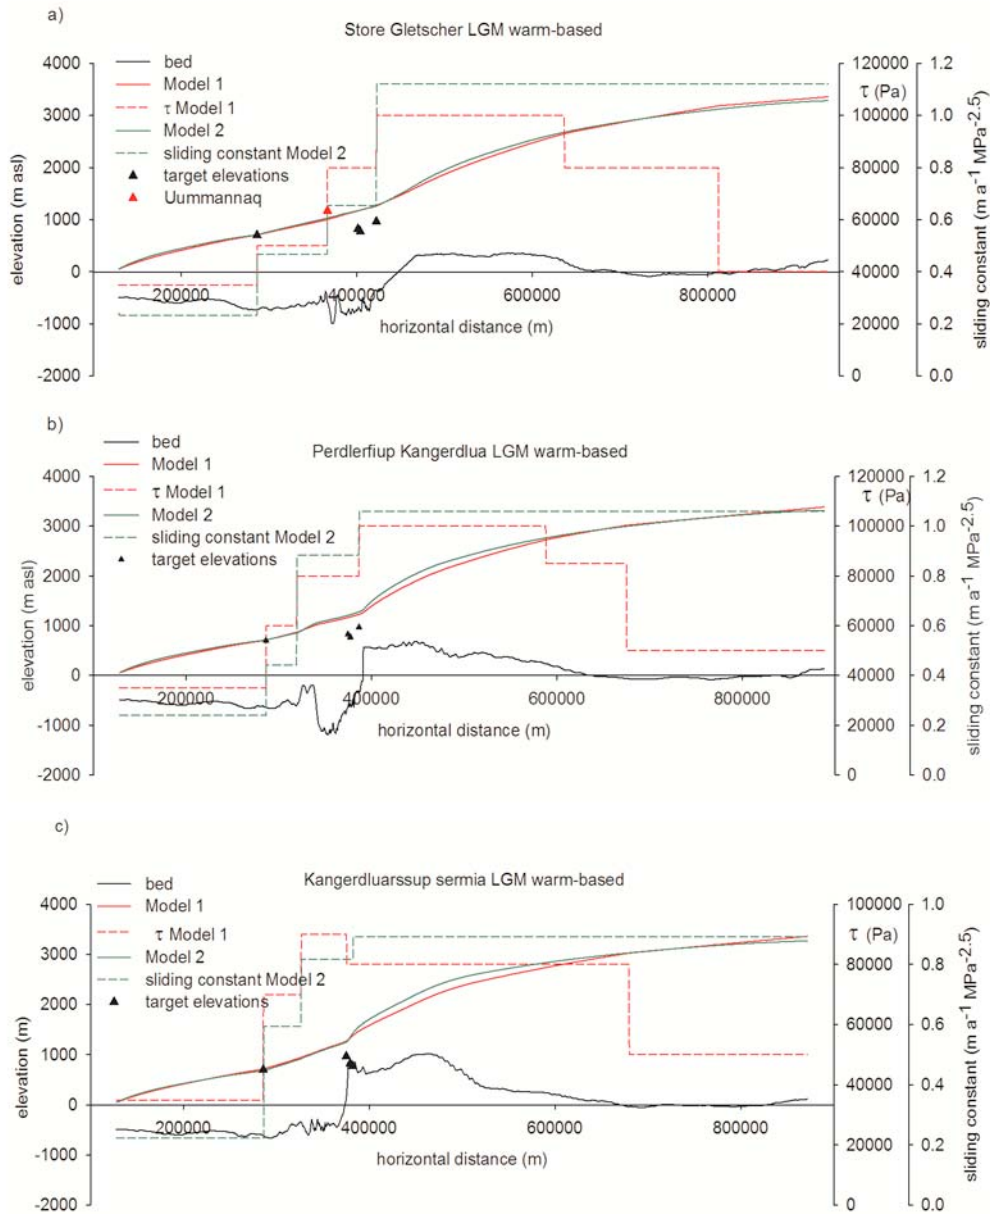 a)
Store Gletscher LGM warm-based
bed
Model 1
τ Model 1
Model 2
sliding constant Model 2
target elevations
Uummannaq
4000
3000
2000
1000
0
-1000
-2000
elevation (m asl)
200000
400000
600000
800000
horizontal distance (m)
120000
100000
80000
60000
40000
20000
0
τ (Pa)
1.2
1.0
0.8
0.6
0.4
0.2
0.0
sliding constant (m a-1 MPa-2.5)
b)
Perdlerfiup Kangerdlua LGM warm-based
bed
Model 1
τ Model 1
Model 2
sliding constant Model 2
target elevations
4000
3000
2000
1000
0
-1000
-2000
elevation (m asl)
200000
400000
600000
800000
horizontal distance (m)
120000
100000
80000
60000
40000
20000
0
τ (Pa)
1.2
1.0
0.8
0.6
0.4
0.2
0.0
sliding constant (m a-1 MPa-2.5)
c)
Kangerdluarssup sermia LGM warm-based
bed
Model 1
τ Model 1
Model 2
sliding constant Model 2
target elevations
4000
3000
2000
1000
0
-1000
-2000
elevation (m)
200000
400000
600000
800000
horizontal distance (m)
100000
80000
60000
40000
20000
0
τ (Pa)
1.0
0.8
0.6
0.4
0.2
0.0
sliding constant (m a-1 MPa-2.5)